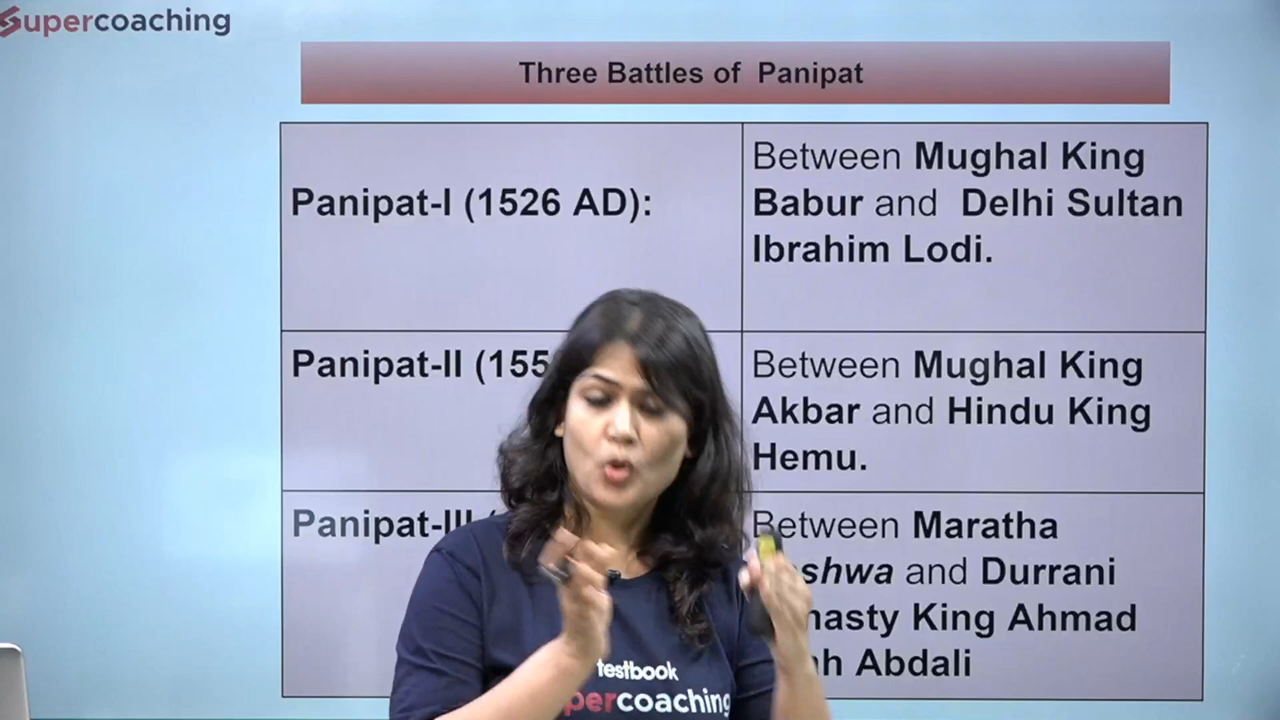 Supercoaching
Three Battles of Panipat
Panipat-I (1526 AD):
Between Mughal King
Babur and Delhi Sultan
Ibrahim Lodi.
Panipat-II (155
Between Mughal King
Akbar and Hindu King
Hemu.
Panipat-III
Between Maratha
shwa and Durrani
nasty King Ahmad
ah Abdali
testbook
percoaching